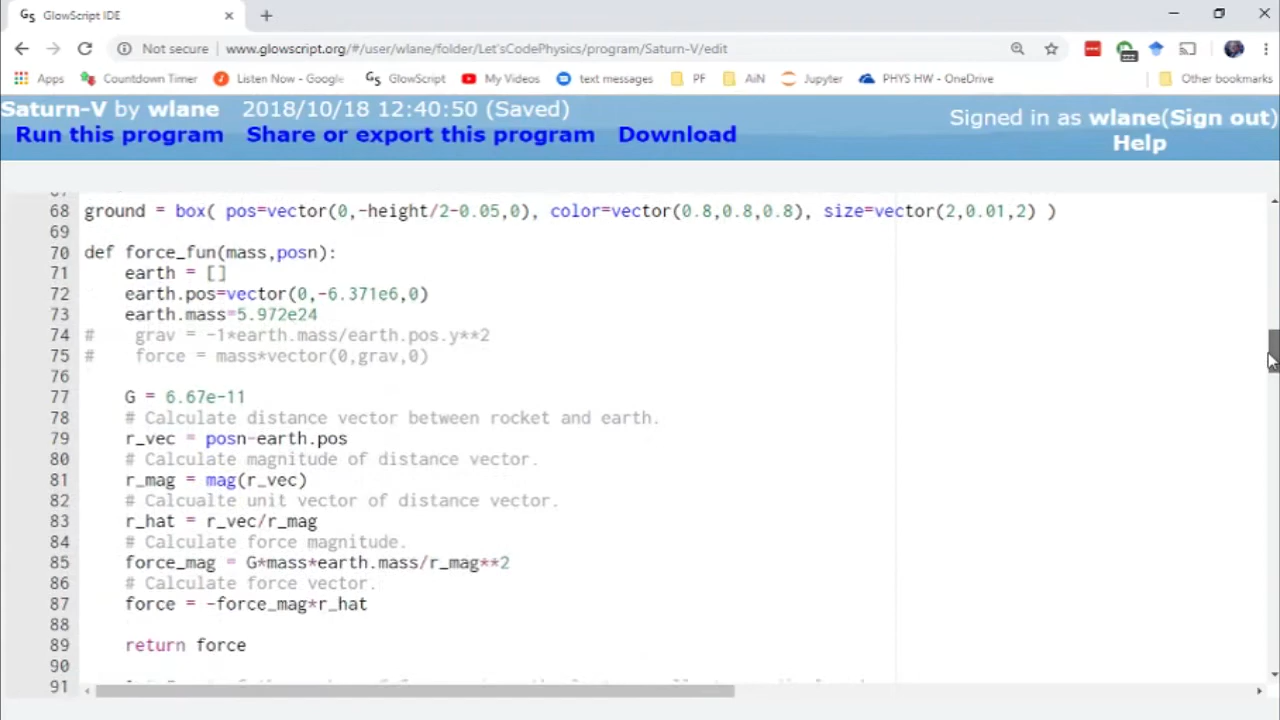 GS GlowScript IDE
Not secure | www.glowscript.org/#/user/wlane/folder/Let'sCodePhysics/program/Saturn-V/edit
Apps Countdown Timer Listen Now - Google GS GlowScript My Videos text messages PF AiN Jupyter PHYS HW - OneDrive Other bookmarks
Saturn-V by wlane 2018/10/18 12:40:50 (Saved)
Signed in as wlane(Sign out)
Run this program Share or export this program Download
Help
68 ground = box( pos=vector(0,-height/2-0.05,0), color=vector(0.8,0.8,0.8), size=vector(2,0.01,2) )
69
70 def force_fun(mass,posn):
71 earth = []
72 earth.pos=vector(0,-6.371e6,0)
73 earth.mass=5.972e24
74 # grav = -1*earth.mass/earth.pos.y**2
75 # force = mass*vector(0,grav,0)
76
77 G = 6.67e-11
78 # Calculate distance vector between rocket and earth.
79 r_vec = posn-earth.pos
80 # Calculate magnitude of distance vector.
81 r_mag = mag(r_vec)
82 # Calcualte unit vector of distance vector.
83 r_hat = r_vec/r_mag
84 # Calculate force magnitude.
85 force_mag = G*mass*earth.mass/r_mag**2
86 # Calculate force vector.
87 force = -force_mag*r_hat
88
89 return force
90
91